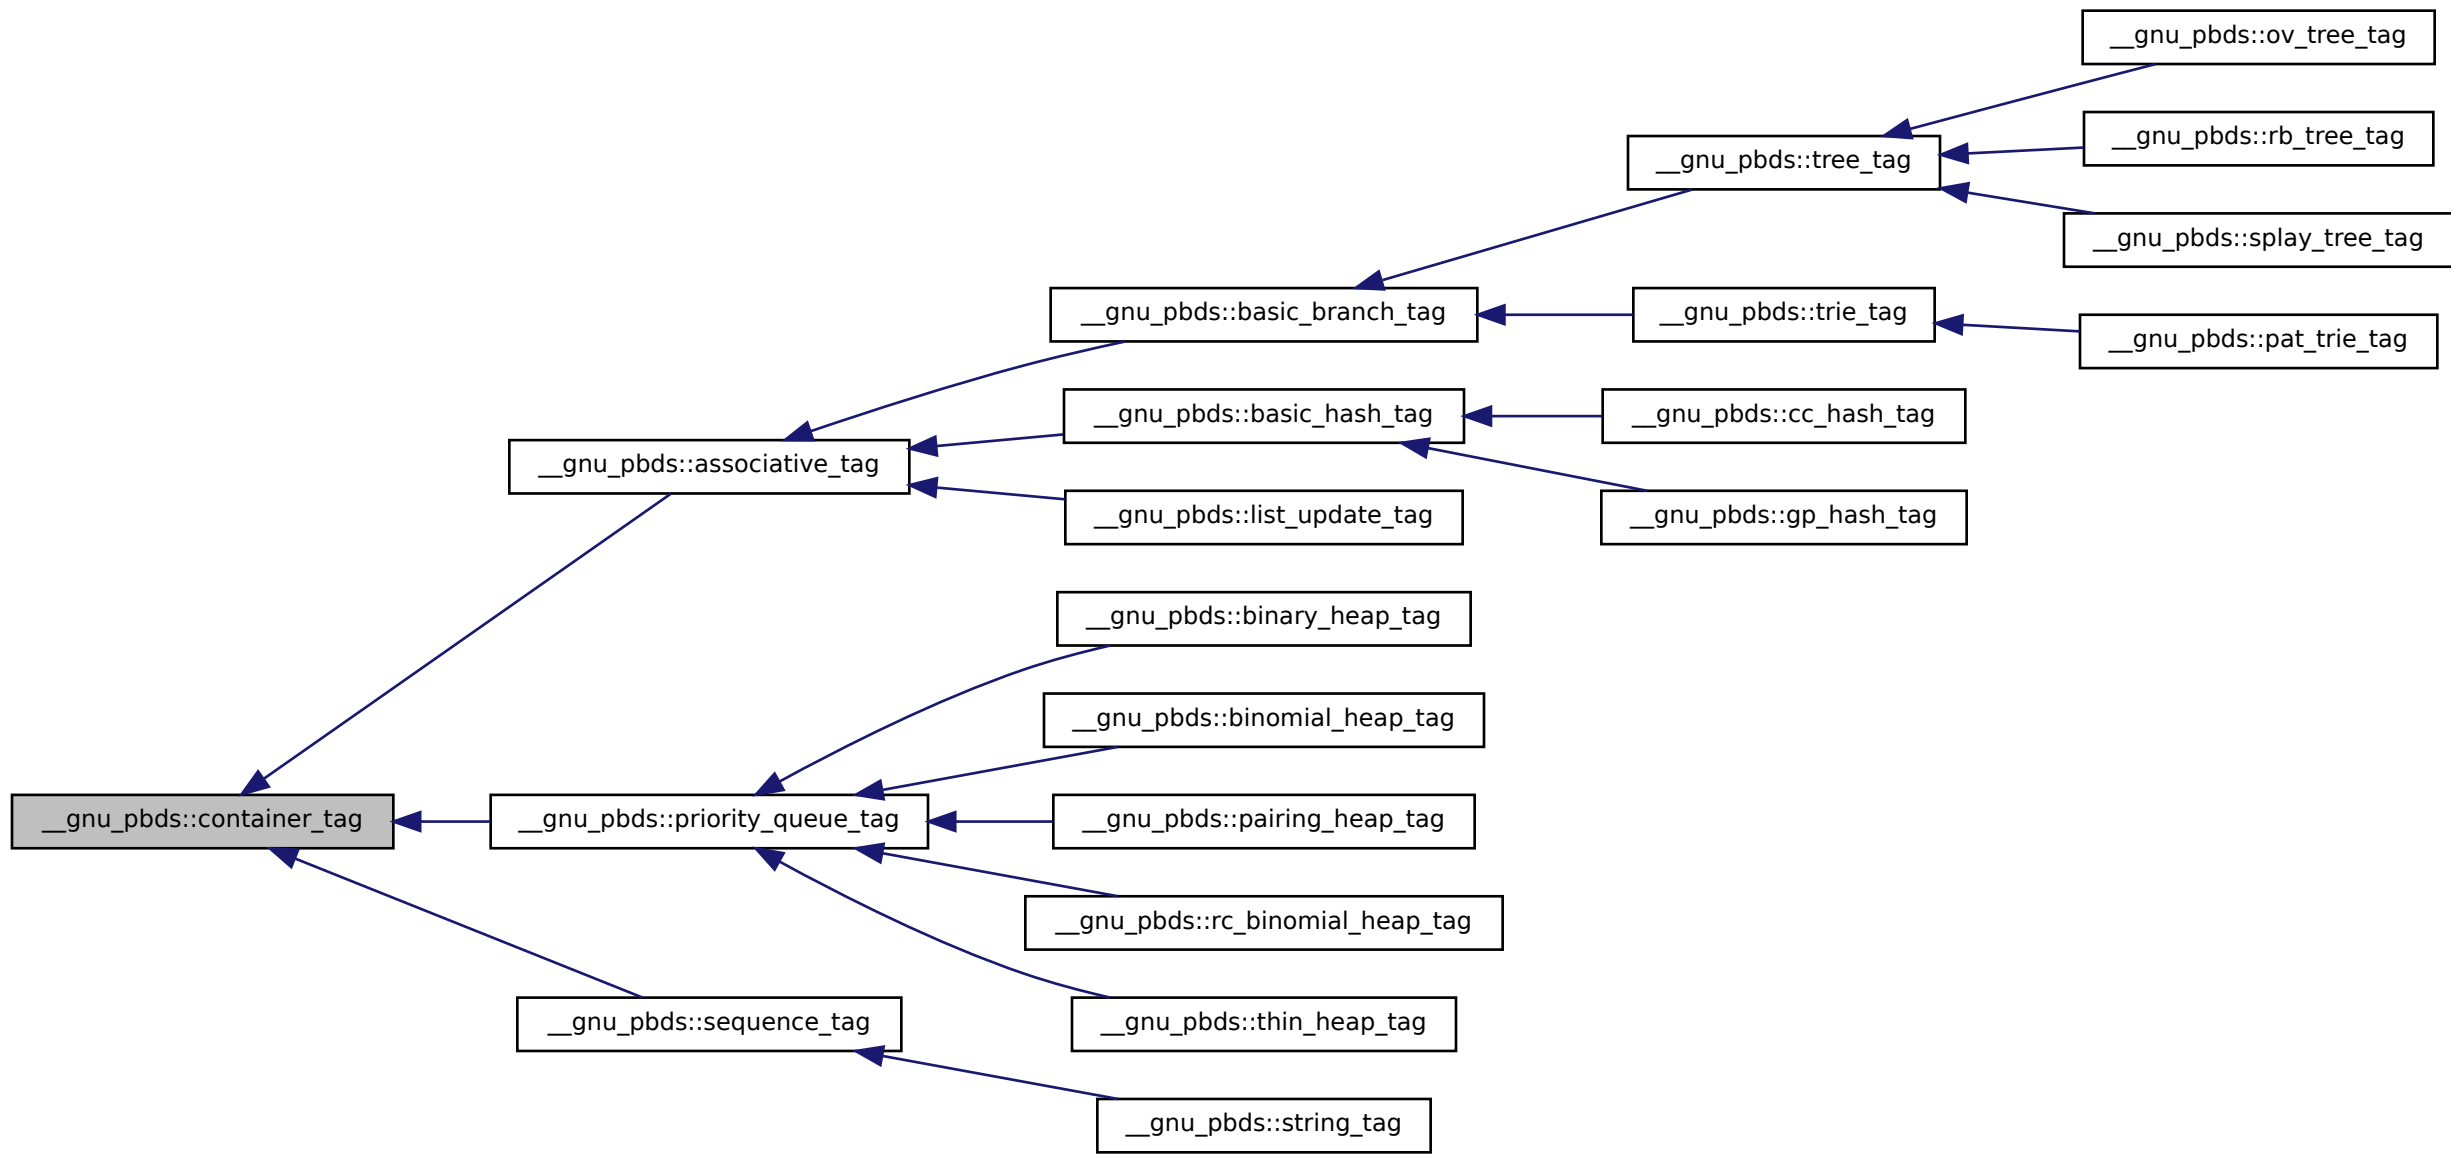 __gnu_pbds::ov_tree_tag
__gnu_pbds::rb_tree_tag
__gnu_pbds::tree_tag
__gnu_pbds::splay_tree_tag
__gnu_pbds::basic_branch_tag
__gnu_pbds::trie_tag
__gnu_pbds::pat_trie_tag
__gnu_pbds::basic_hash_tag
__gnu_pbds::cc_hash_tag
__gnu_pbds::associative_tag
__gnu_pbds::list_update_tag
__gnu_pbds::gp_hash_tag
__gnu_pbds::binary_heap_tag
__gnu_pbds::binomial_heap_tag
__gnu_pbds::container_tag
__gnu_pbds::priority_queue_tag
__gnu_pbds::pairing_heap_tag
__gnu_pbds::rc_binomial_heap_tag
__gnu_pbds::sequence_tag
__gnu_pbds::thin_heap_tag
__gnu_pbds::string_tag